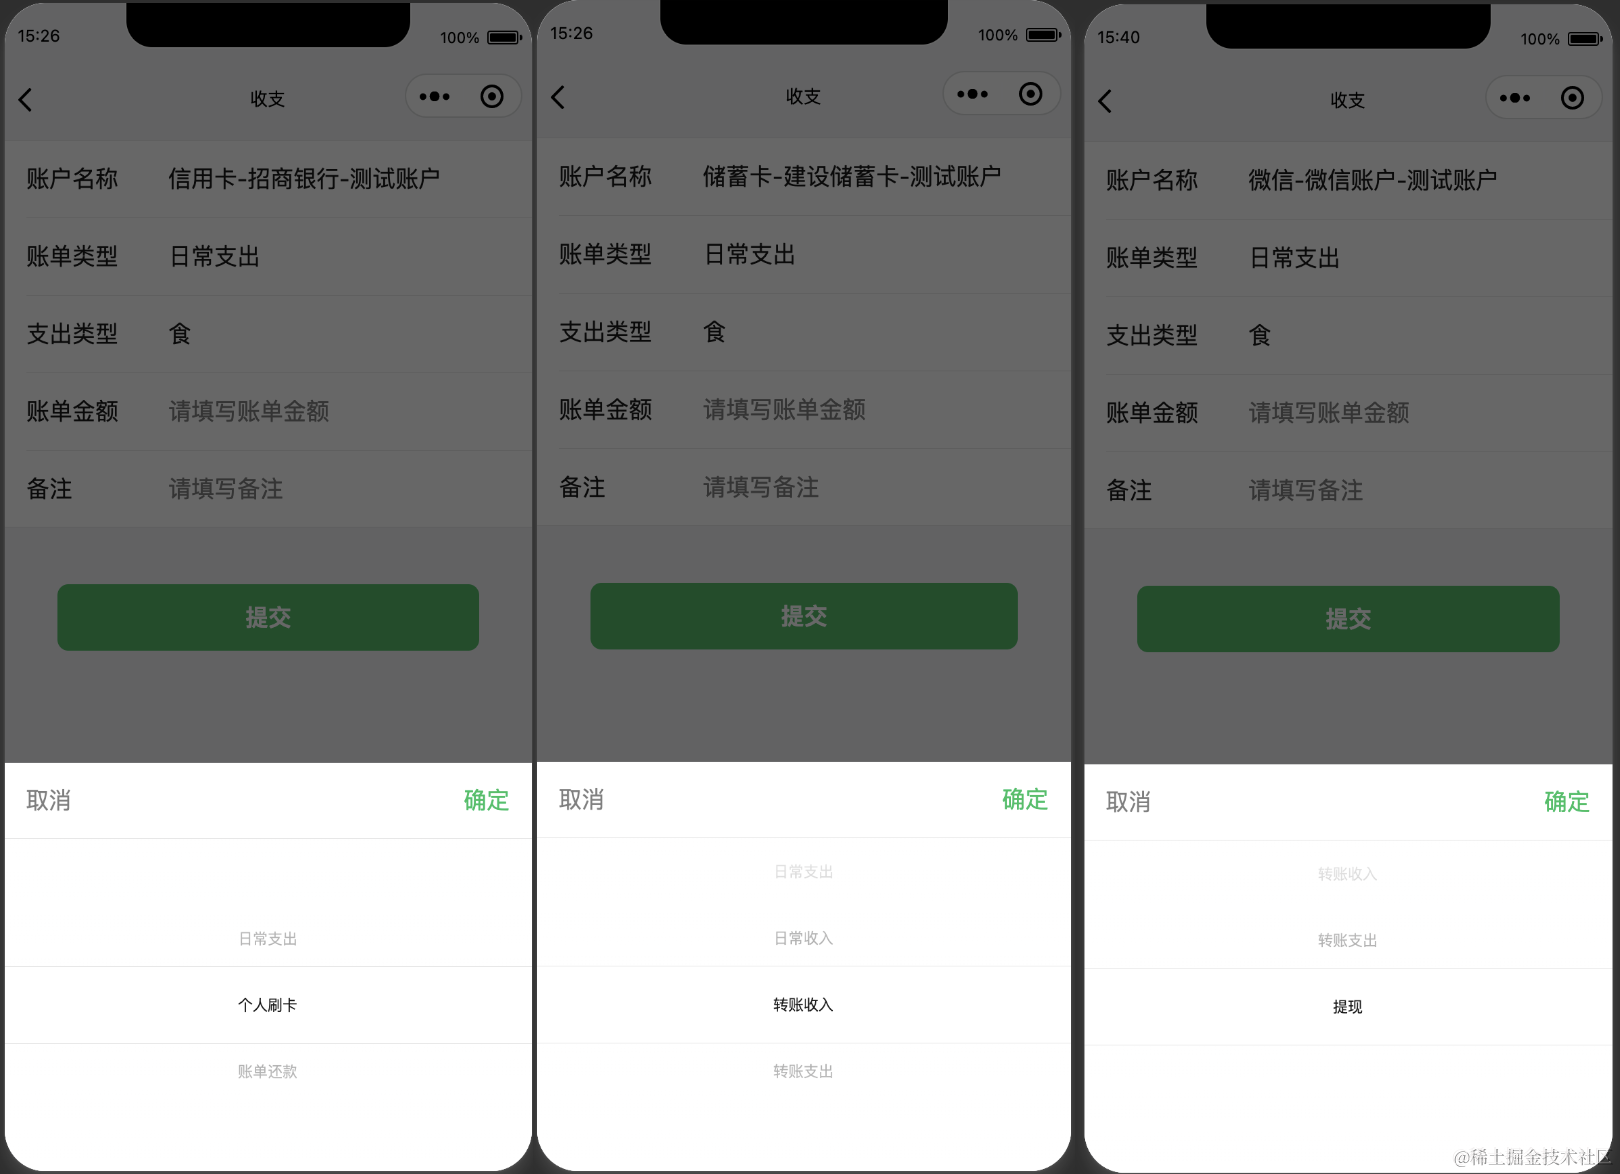 15:26
100%
收支
账户名称 信用卡-招商银行-测试账户
账单类型 日常支出
支出类型 食
账单金额 请填写账单金额
备注 请填写备注
提交
取消 确定
日常支出
个人刷卡
账单还款
15:26
100%
收支
账户名称 储蓄卡-建设储蓄卡-测试账户
账单类型 日常支出
支出类型 食
账单金额 请填写账单金额
备注 请填写备注
提交
取消 确定
日常支出
日常收入
转账收入
转账支出
15:40
100%
收支
账户名称 微信-微信账户-测试账户
账单类型 日常支出
支出类型 食
账单金额 请填写账单金额
备注 请填写备注
提交
取消 确定
转账收入
转账支出
提现
@稀土掘金技术社区